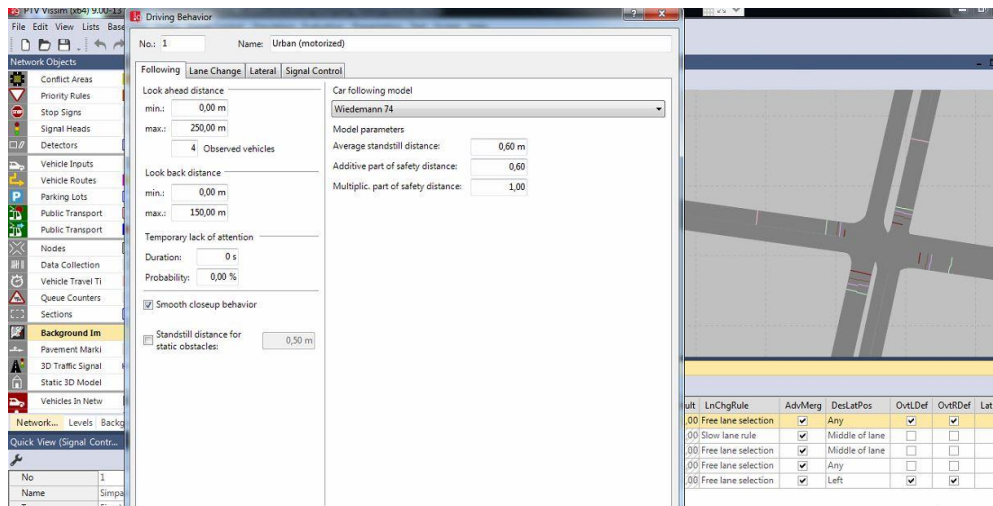 PTV Vissim (x64) 9.00-13
Driving Behavior
File Edit View Lists Base
No.: 1 Name: Urban (motorized)
Network Objects
Following Lane Change Lateral Signal Control
Conflict Areas
Priority Rules
Stop Signs
Signal Heads
Detectors
Vehicle Inputs
Vehicle Routes
Parking Lots
Public Transport
Public Transport
Nodes
Data Collection
Vehicle Travel Ti
Queue Counters
Sections
Background Im
Pavement Marki
3D Traffic Signal
Static 3D Model
Vehicles In Netw
Network... Levels Backg
Quick View (Signal Contr...
No 1
Name Simpa
Look ahead distance
min.: 0,00 m
max.: 250,00 m
4 Observed vehicles
Look back distance
min.: 0,00 m
max.: 150,00 m
Temporary lack of attention
Duration: 0 s
Probability: 0,00 %
Smooth closeup behavior
Standstill distance for
static obstacles: 0,50 m
Car following model
Wiedemann 74
Model parameters
Average standstill distance: 0,60 m
Additive part of safety distance: 0,60
Multiplic. part of safety distance: 1,00
ult LnChgRule AdvMerg DesLatPos OvtLDef OvtRDef Lat
,00 Free lane selection Any
,00 Slow lane rule Middle of lane
,00 Free lane selection Middle of lane
,00 Free lane selection Any
,00 Free lane selection Left